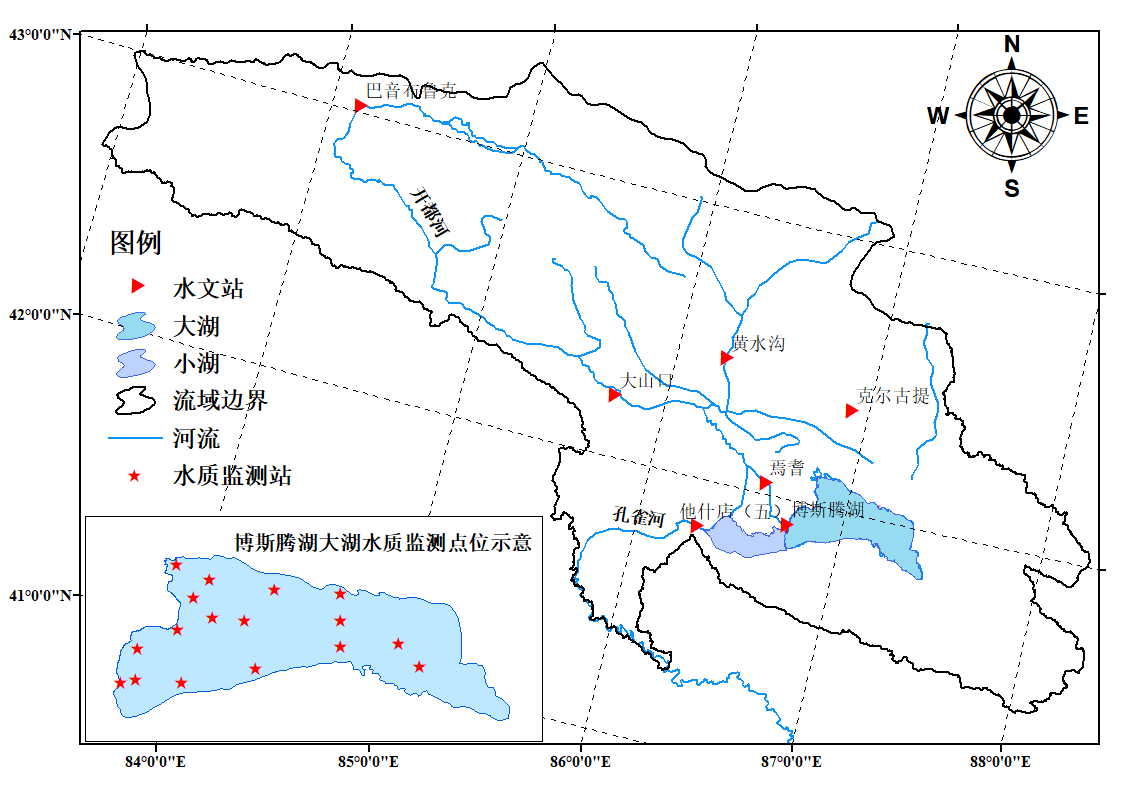 N
W
E
S
43°0'0"N
42°0'0"N
41°0'0"N
巴音布鲁克
开都河
黄水沟
大山口
克尔古提
焉耆
他什店（五）
博斯腾湖
孔雀河
图例
水文站
大湖
小湖
流域边界
河流
水质监测站
博斯腾湖大湖水质监测点位示意
84°0'0"E
85°0'0"E
86°0'0"E
87°0'0"E
88°0'0"E